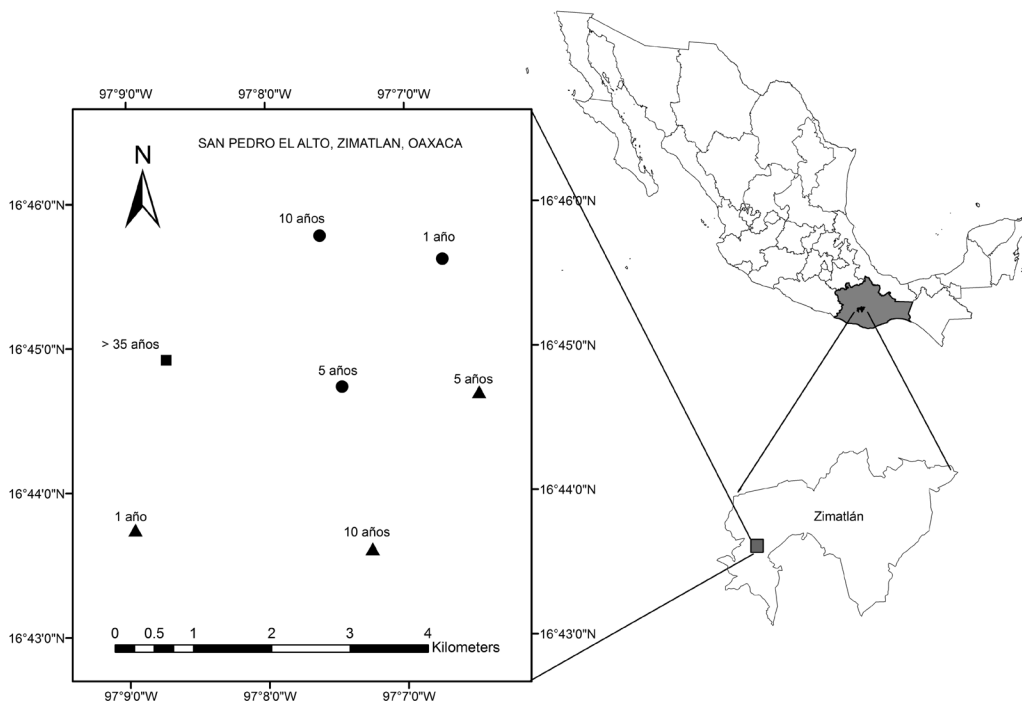 97°9'0"W
97°8'0"W
97°7'0"W
SAN PEDRO EL ALTO, ZIMATLAN, OAXACA
N
16°46'0"N
16°46'0"N
10 años
1 año
16°45'0"N
> 35 años
16°45'0"N
5 años
5 años
16°44'0"N
16°44'0"N
1 año
10 años
Zimatlán
16°43'0"N
0 0.5 1 2 3 4
Kilometers
16°43'0"N
97°9'0"W
97°8'0"W
97°7'0"W